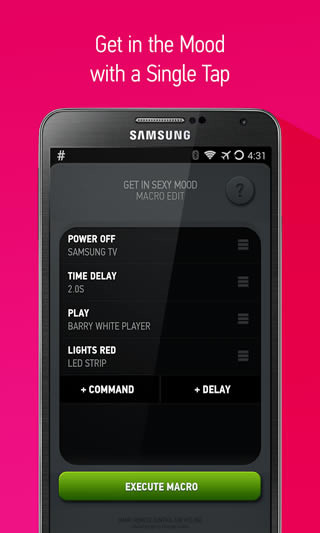 Get in the Mood
with a Single Tap
SAMSUNG
# 4:31
GET IN SEXY MOOD
MACRO EDIT
?
POWER OFF
SAMSUNG TV
TIME DELAY
2.0S
PLAY
BARRY WHITE PLAYER
LIGHTS RED
LED STRIP
+ COMMAND + DELAY
EXECUTE MACRO